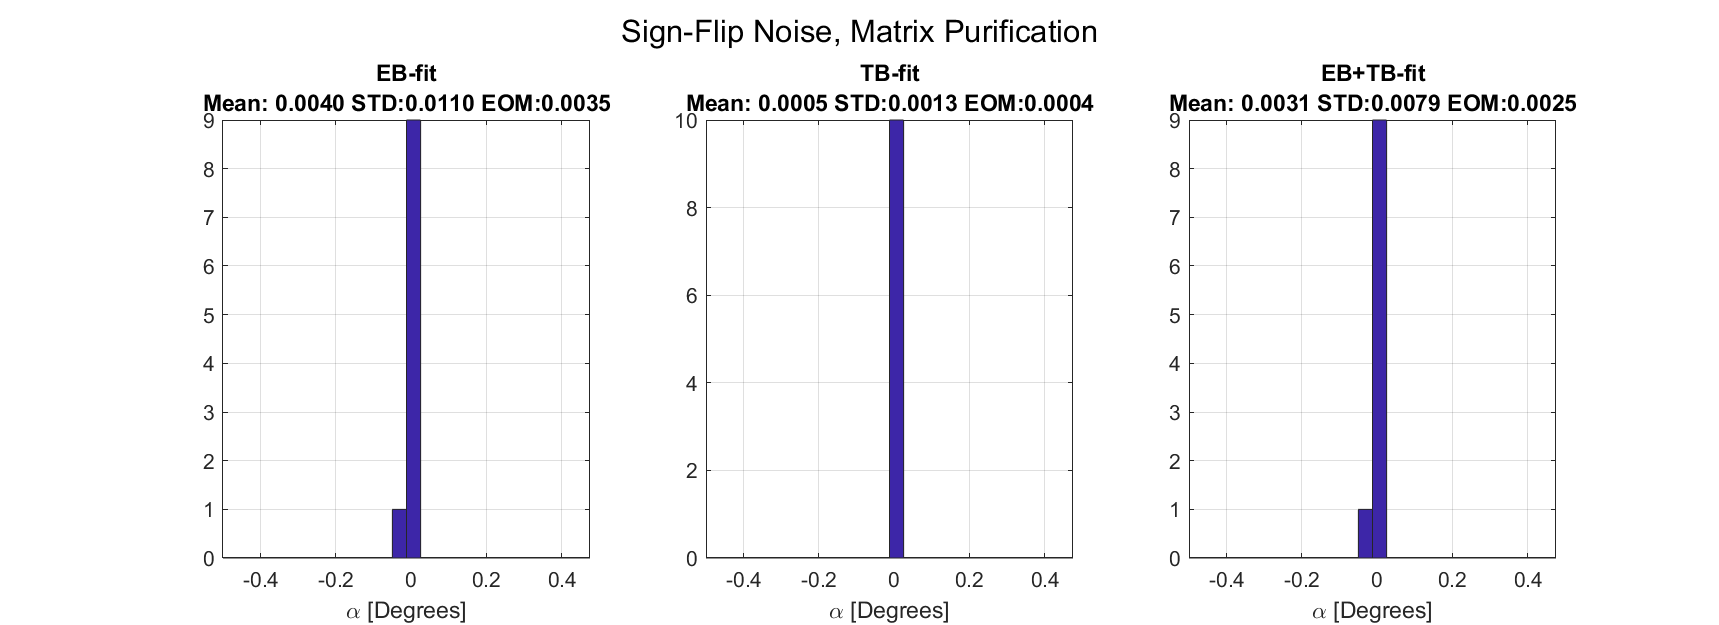 Sign-Flip Noise, Matrix Purification
EB-fit
Mean: 0.0040 STD:0.0110 EOM:0.0035
9
8
7
6
5
4
3
2
1
0
-0.4 -0.2 0 0.2 0.4
α [Degrees]
TB-fit
Mean: 0.0005 STD:0.0013 EOM:0.0004
10
8
6
4
2
0
-0.4 -0.2 0 0.2 0.4
α [Degrees]
EB+TB-fit
Mean: 0.0031 STD:0.0079 EOM:0.0025
9
8
7
6
5
4
3
2
1
0
-0.4 -0.2 0 0.2 0.4
α [Degrees]